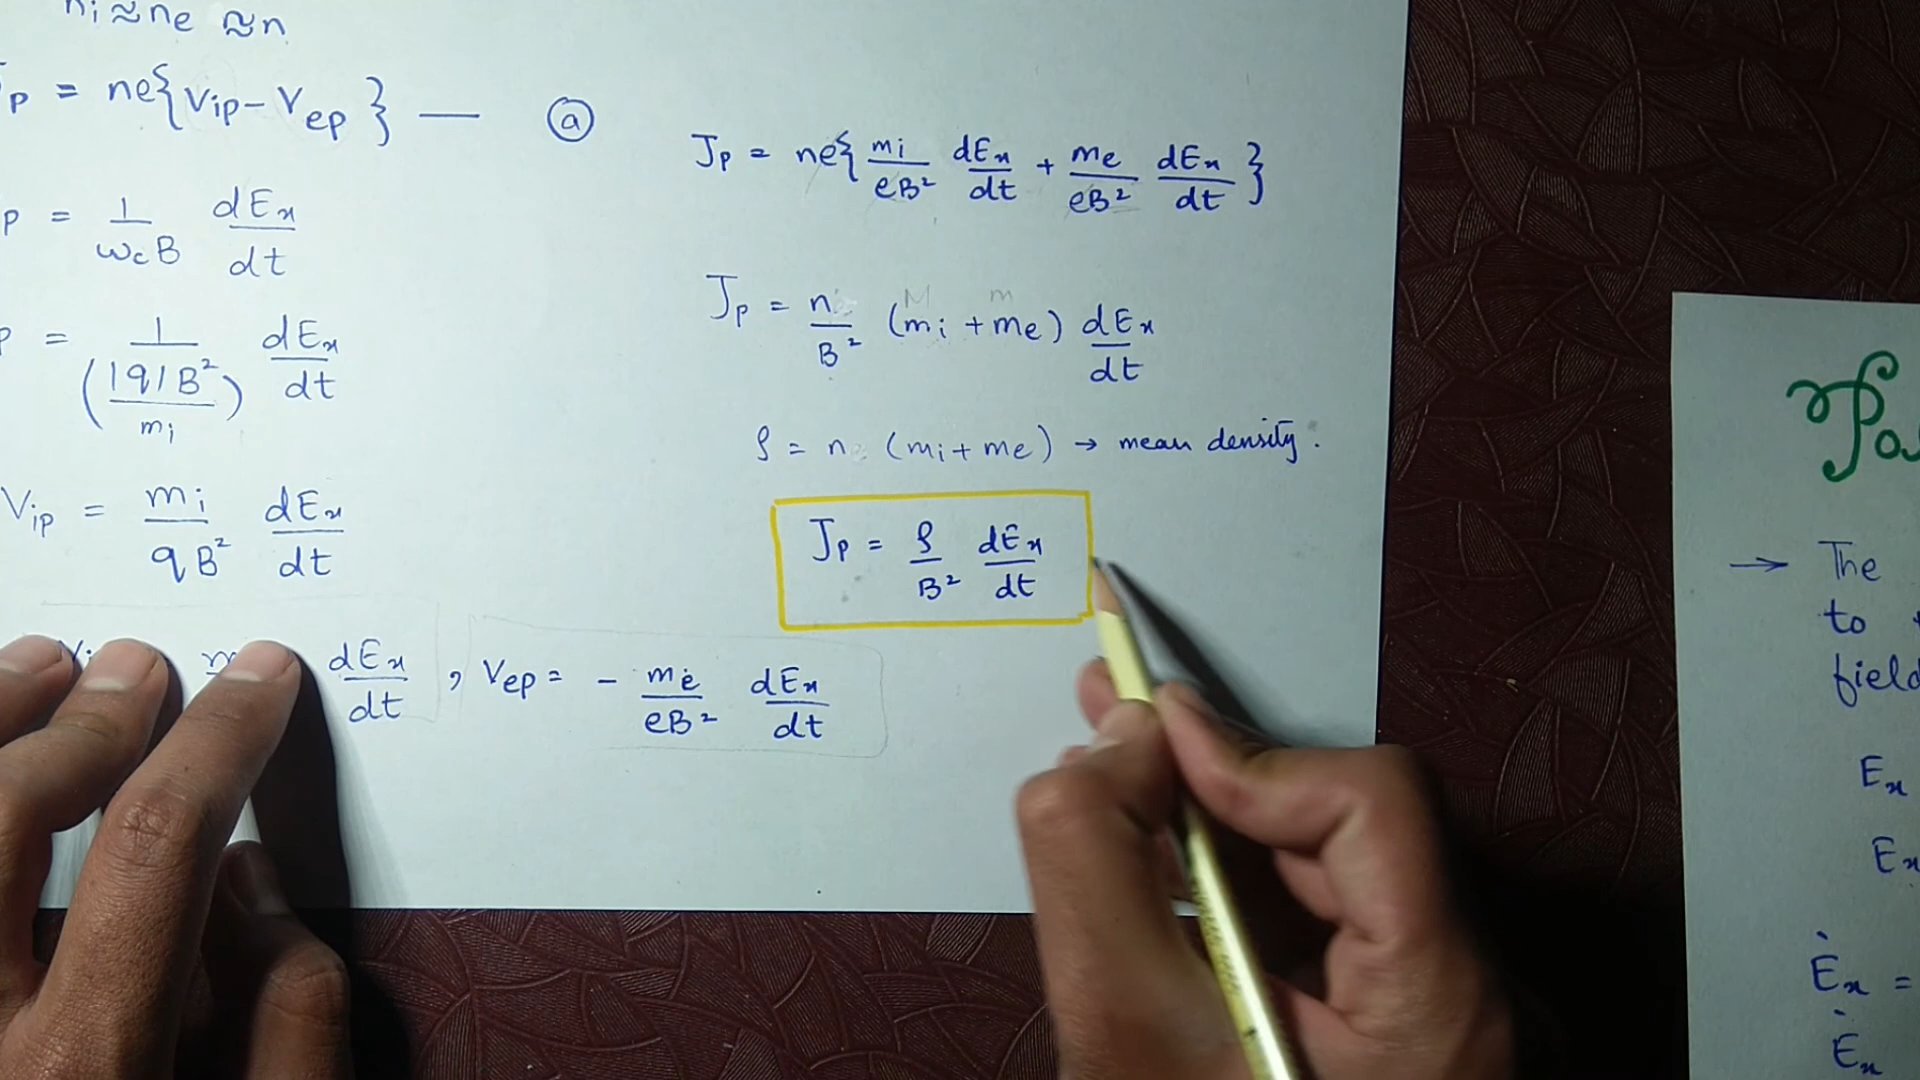 ni ≈ ne ≈ n
Jp = ne{Vip - Vep} — (a)
p = 1/(ωcB) dEx/dt
p = 1/(|q|B²/mi) dEx/dt
Vip = mi/(qB²) dEx/dt
dEx/dt , Vep = - me/(eB²) dEx/dt
Jp = ne{mi/(eB²) dEx/dt + me/(eB²) dEx/dt}
M m
Jp = n/B² (mi + me) dEx/dt
ρ = n (mi + me) → mean density.
Jp = ρ/B² dEx/dt
→ The
to
field
Ex
Ex
Ėx =
Ėx